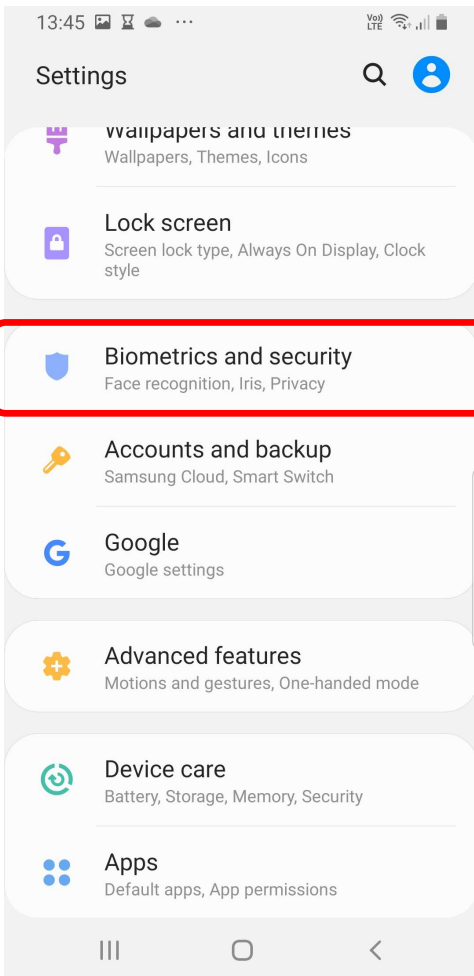 13:45
Vo)) LTE
Settings
Wallpapers and themes
Wallpapers, Themes, Icons
Lock screen
Screen lock type, Always On Display, Clock
style
Biometrics and security
Face recognition, Iris, Privacy
Accounts and backup
Samsung Cloud, Smart Switch
Google
Google settings
Advanced features
Motions and gestures, One-handed mode
Device care
Battery, Storage, Memory, Security
Apps
Default apps, App permissions